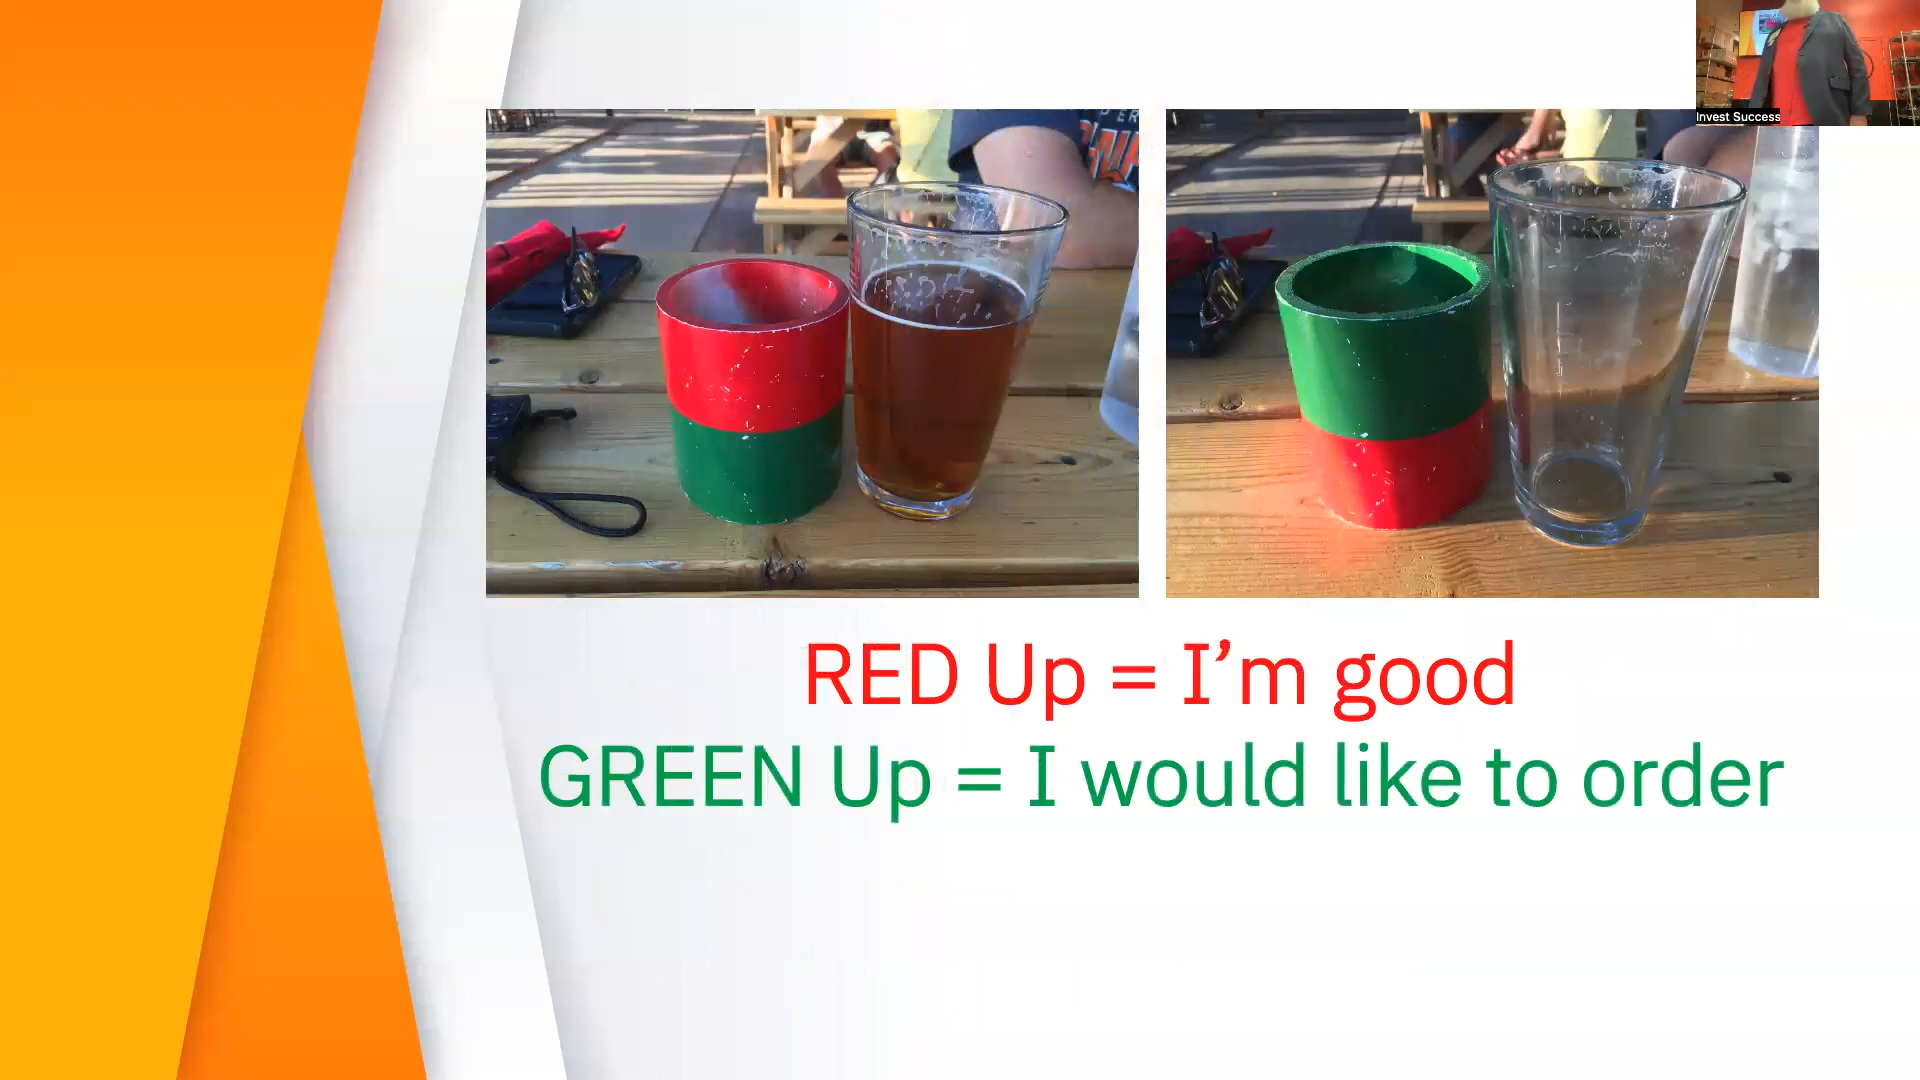 Invest Success
RED Up = I’m good
GREEN Up = I would like to order